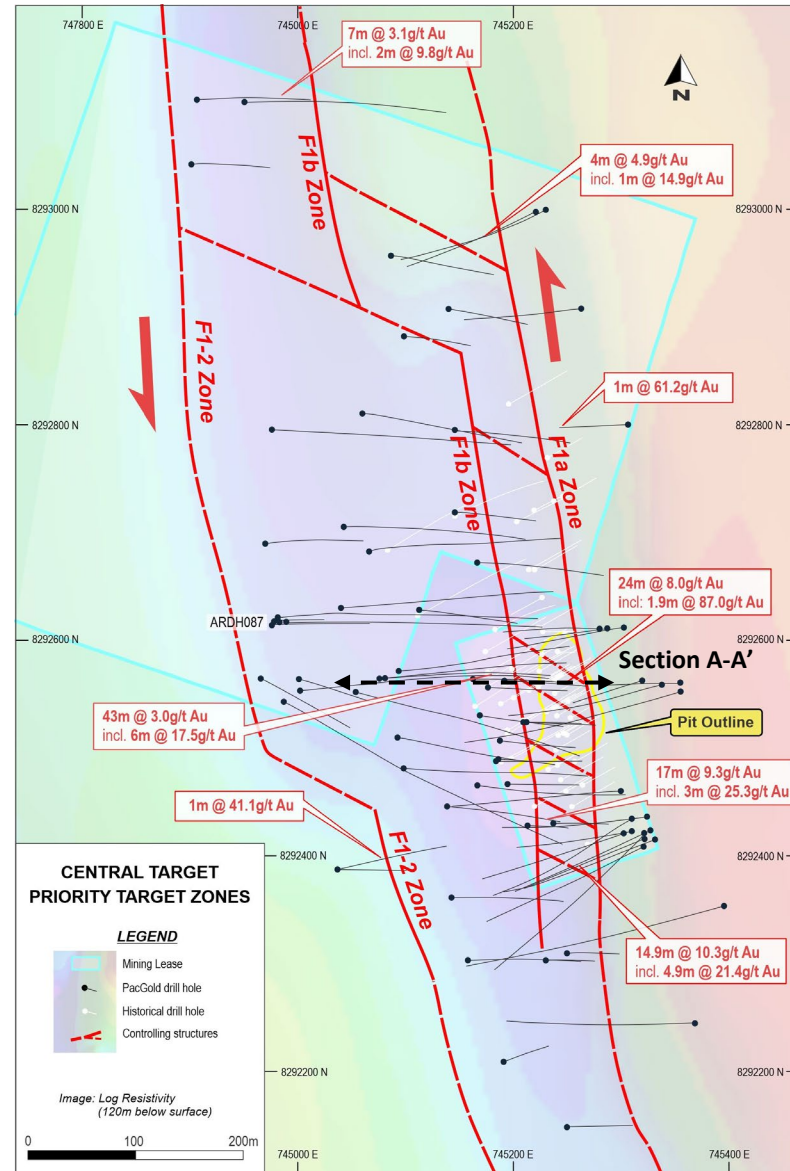 747800 E
745000 E
745200 E
7m @ 3.1g/t Au
incl. 2m @ 9.8g/t Au
N
F1b Zone
4m @ 4.9g/t Au
incl. 1m @ 14.9g/t Au
8293000 N
8293000 N
F1-2 Zone
1m @ 61.2g/t Au
8292800 N
8292800 N
F1b Zone
F1a Zone
24m @ 8.0g/t Au
incl: 1.9m @ 87.0g/t Au
ARDH087
8292600 N
8292600 N
Section A-A’
43m @ 3.0g/t Au
incl. 6m @ 17.5g/t Au
Pit Outline
17m @ 9.3g/t Au
incl. 3m @ 25.3g/t Au
1m @ 41.1g/t Au
F1-2 Zone
8292400 N
8292400 N
14.9m @ 10.3g/t Au
incl. 4.9m @ 21.4g/t Au
CENTRAL TARGET
PRIORITY TARGET ZONES
LEGEND
Mining Lease
PacGold drill hole
Historical drill hole
Controlling structures
8292200 N
8292200 N
Image: Log Resistivity
(120m below surface)
0
100
200m
745000 E
745200 E
745400 E